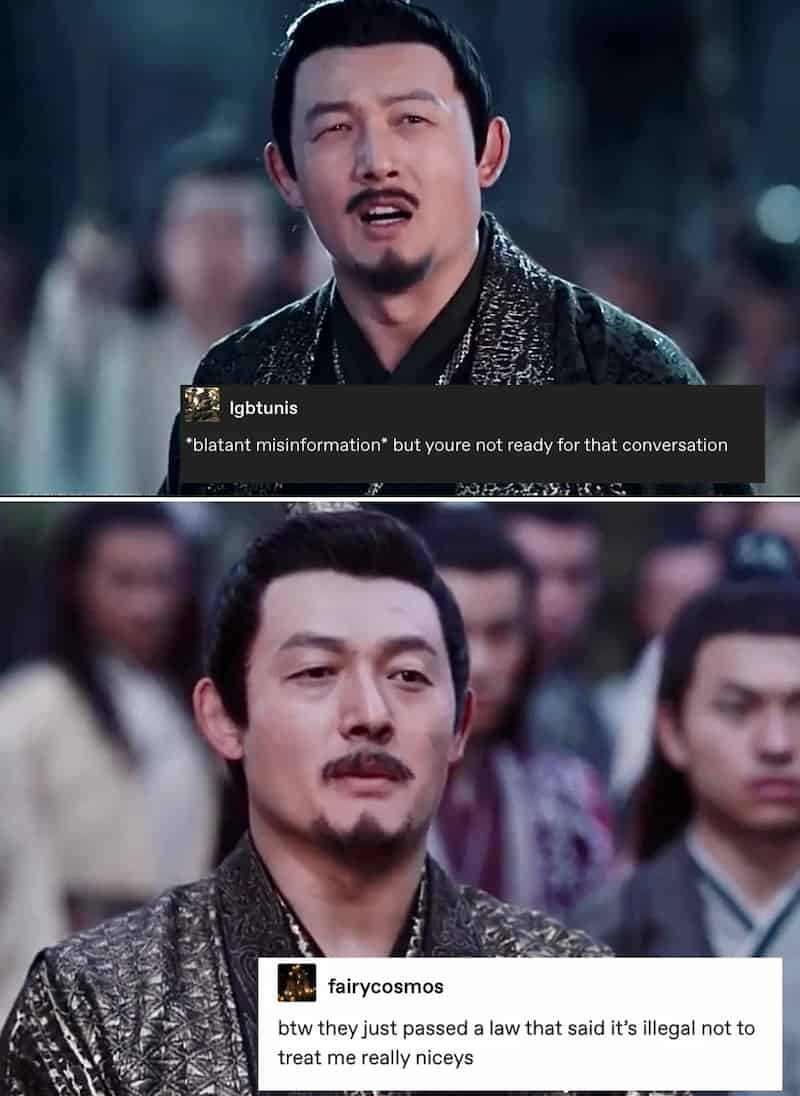 lgbtunis
*blatant misinformation* but youre not ready for that conversation
fairycosmos
btw they just passed a law that said it's illegal not to
treat me really niceys